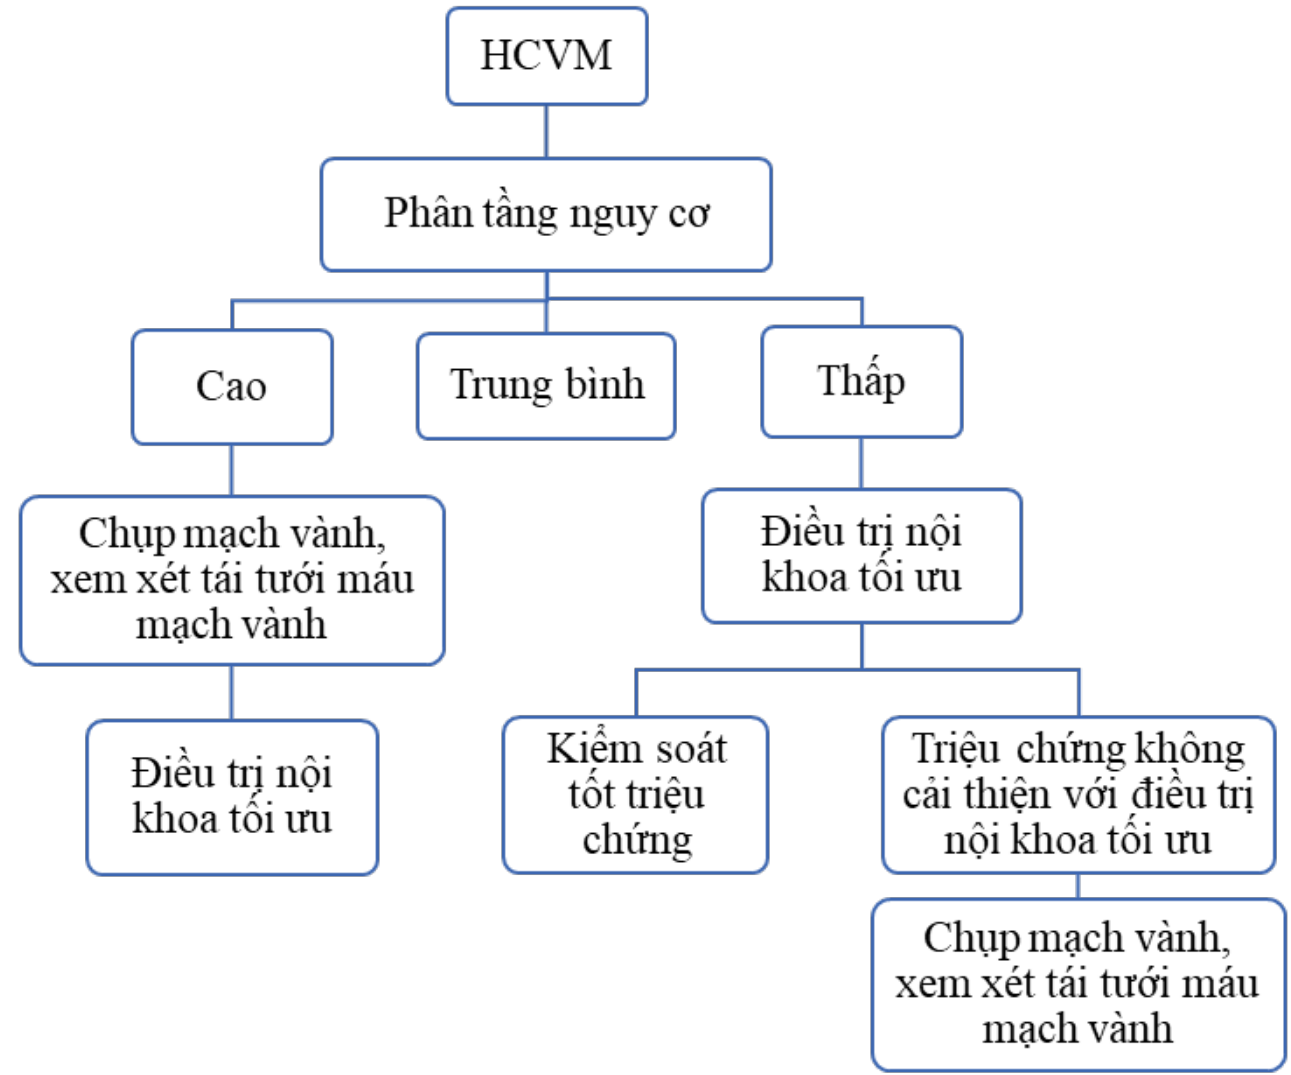 HCVM
Phân tầng nguy cơ
Cao
Trung bình
Thấp
Chụp mạch vành,
xem xét tái tưới máu
mạch vành
Điều trị nội
khoa tối ưu
Điều trị nội
khoa tối ưu
Kiểm soát
tốt triệu
chứng
Triệu chứng không
cải thiện với điều trị
nội khoa tối ưu
Chụp mạch vành,
xem xét tái tưới máu
mạch vành